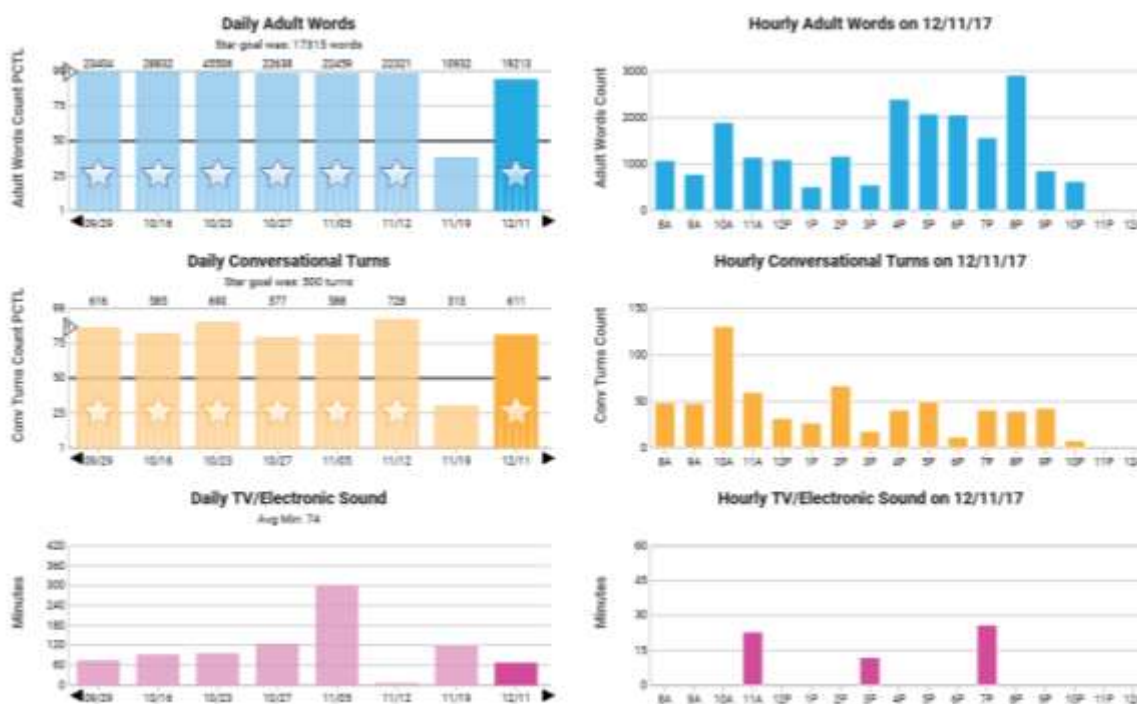 Daily Adult Words
Star goal was: 17315 words
Adult Words Count PCTL
23404 28802 45506 22638 23459 22321 10932 19213
99
75
50
25
1
09/29 10/16 10/23 10/27 11/05 11/12 11/19 12/11
Hourly Adult Words on 12/11/17
Adult Words Count
3000
2000
1000
0
8A 9A 10A 11A 12P 1P 2P 3P 4P 5P 6P 7P 8P 9P 10P 11P
Daily Conversational Turns
Star goal was: 500 turns
Conv Turns Count PCTL
616 585 577 728 611
99
75
50
25
1
09/29 10/16 10/23 10/27 11/05 11/12 11/19 12/11
Hourly Conversational Turns on 12/11/17
Conv Turns Count
150
100
50
0
8A 9A 10A 11A 12P 1P 2P 3P 4P 5P 6P 7P 8P 9P 10P 11P
Daily TV/Electronic Sound
Avg Min: 74
Minutes
420
360
300
240
180
120
60
0
09/29 10/16 10/23 10/27 11/05 11/12 11/19 12/11
Hourly TV/Electronic Sound on 12/11/17
Minutes
60
45
30
15
0
8A 9A 10A 11A 12P 1P 2P 3P 4P 5P 6P 7P 8P 9P 10P 11P